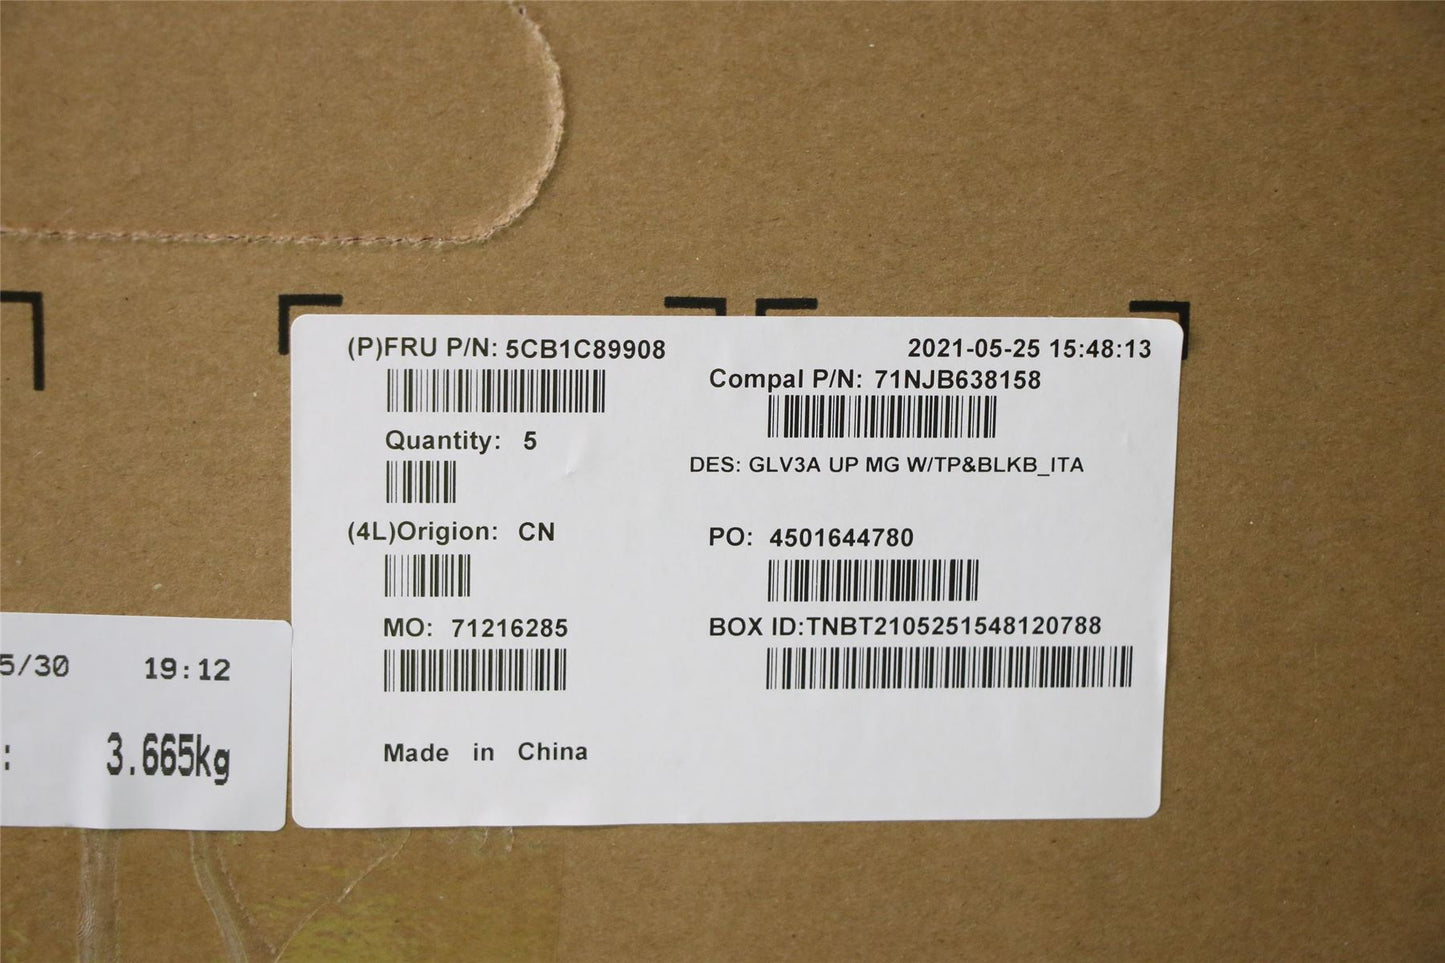 (P)FRU P/N: 5CB1C89908
2021-05-25 15:48:13
Compal P/N: 71NJB638158
Quantity: 5
DES: GLV3A UP MG W/TP&BLKB_ITA
(4L)Origion: CN
PO: 4501644780
MO: 71216285
BOX ID:TNBT2105251548120788
Made in China
5/30 19:12
: 3.665kg